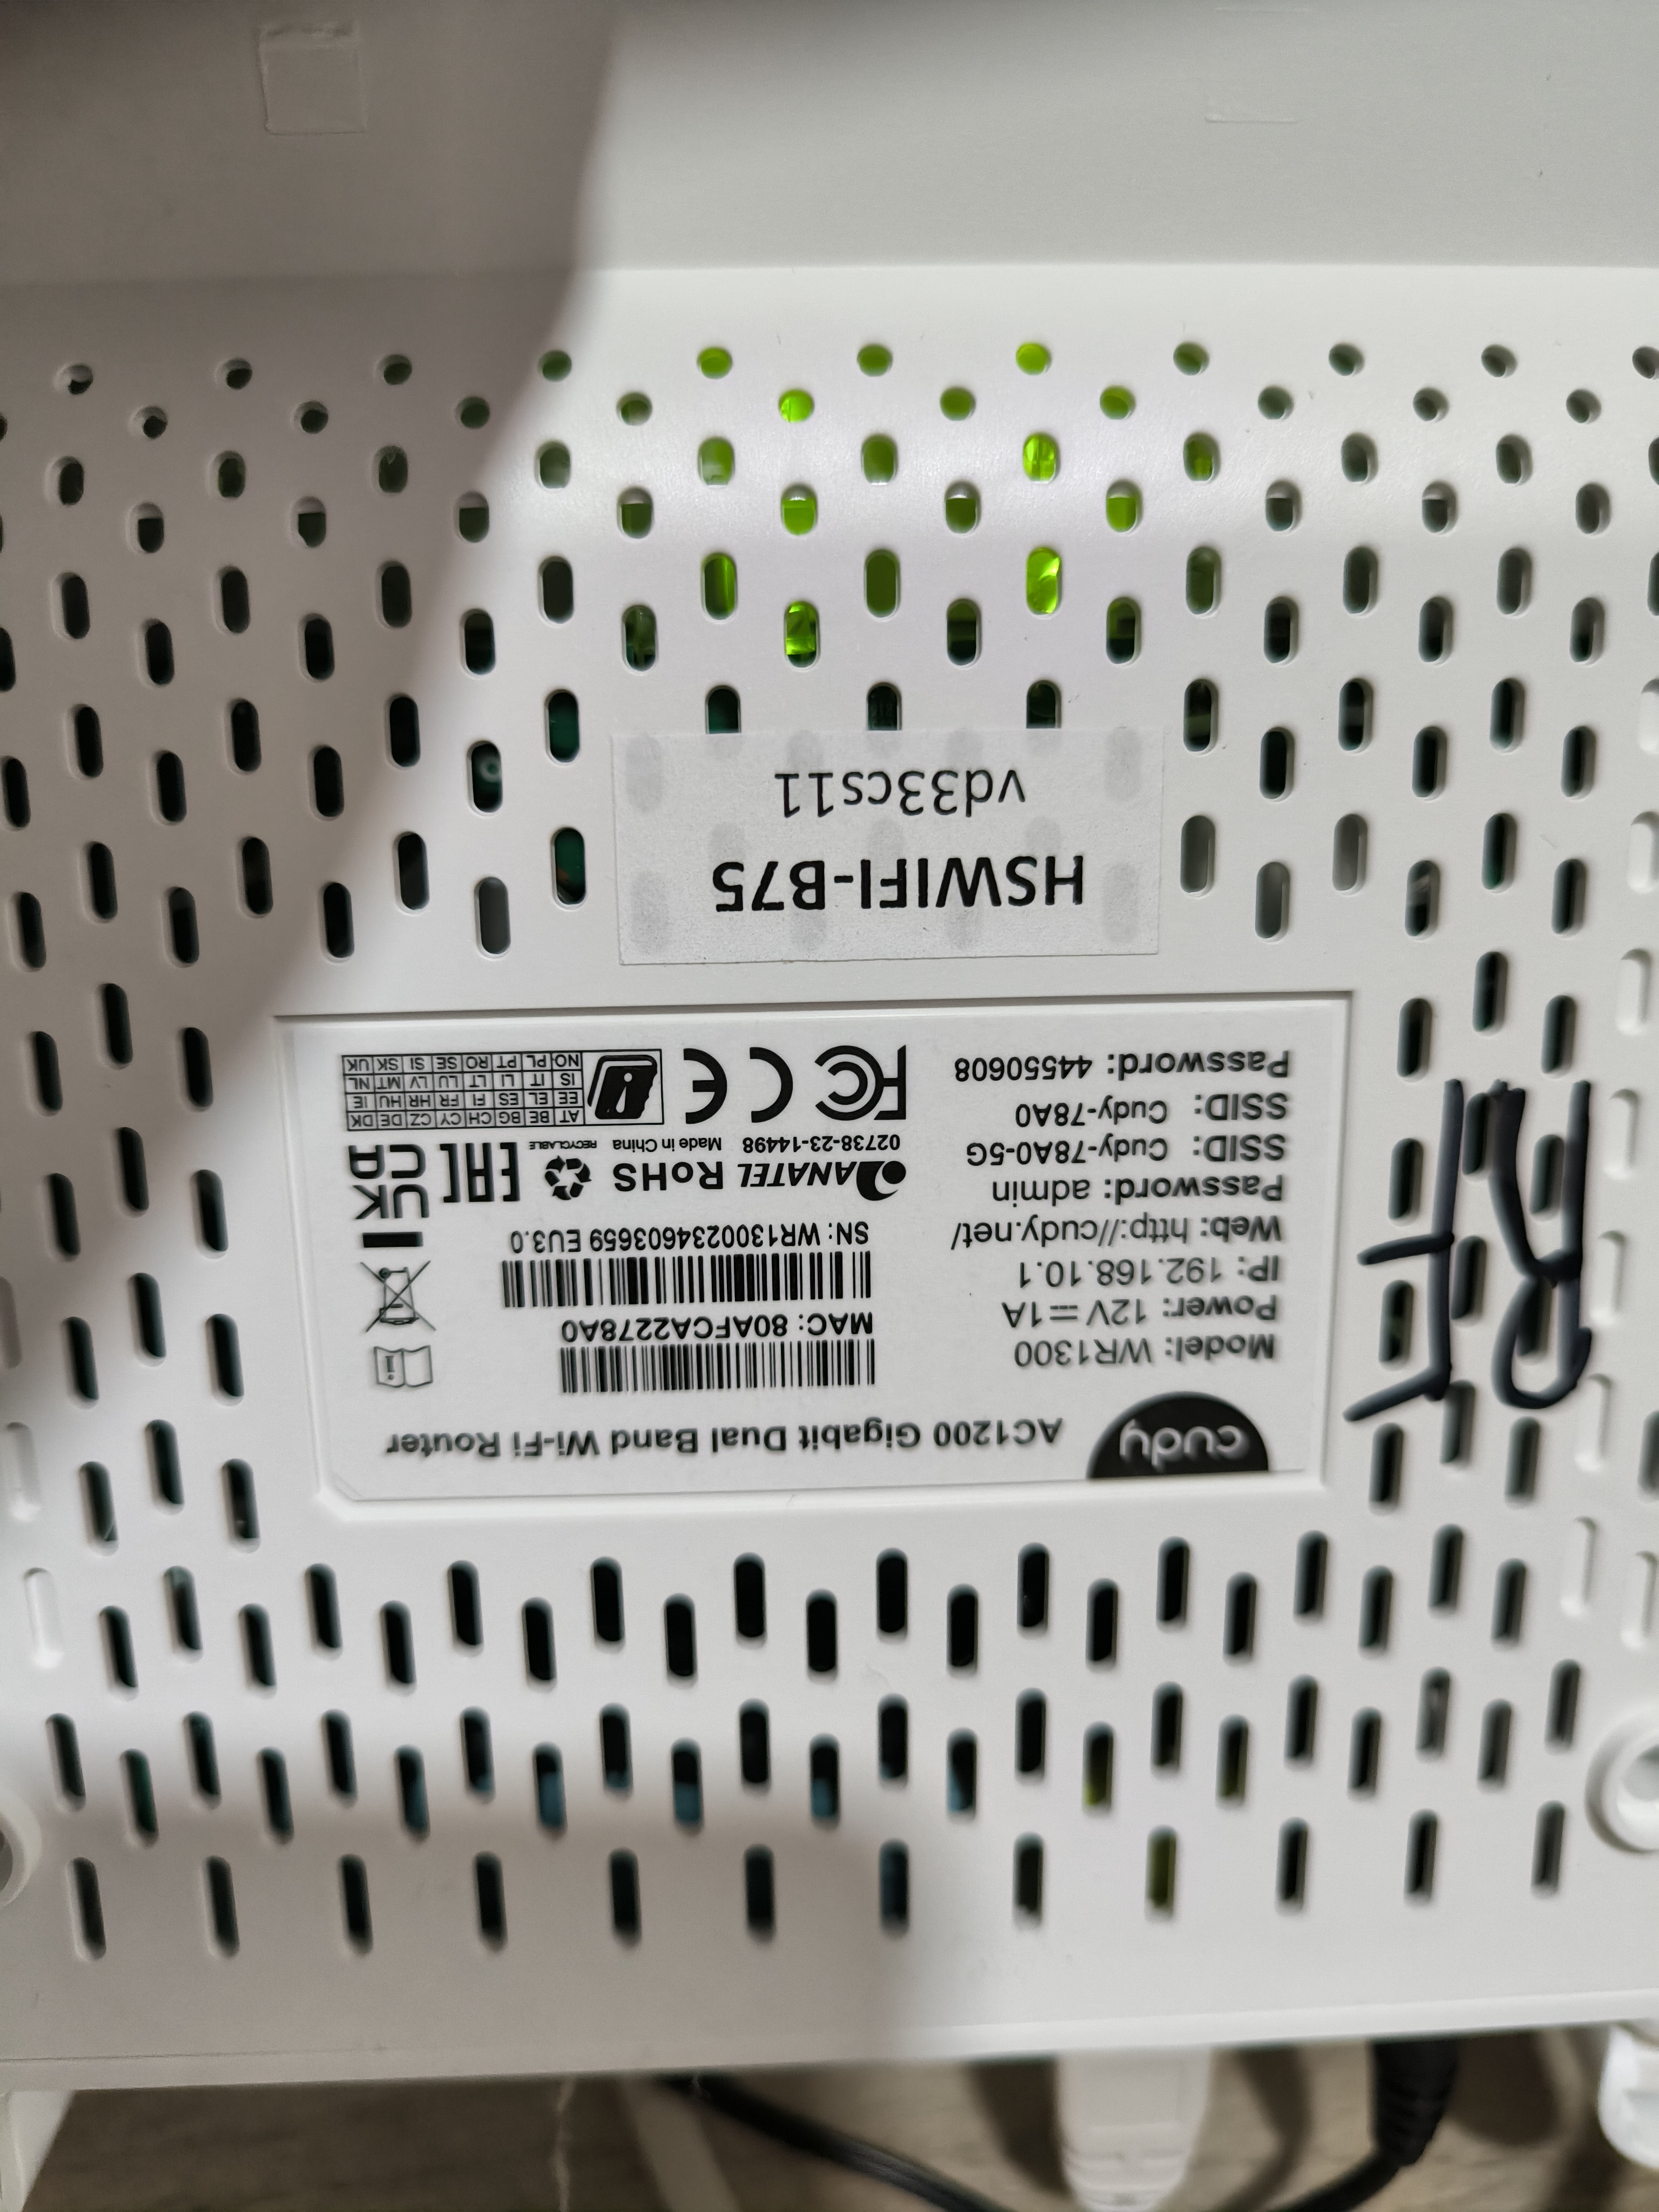 cudy
AC1200 Gigabit Dual Band Wi-Fi Router
Model: WR1300
Power: 12V⎓1A
IP: 192.168.10.1
Web: http://cudy.net/
Password: admin
SSID: Cudy-78A0-5G
SSID: Cudy-78A0
Password: 44550608
MAC: 80AFCA2278A0
SN: WR1300234603659 EU3.0
UK
CA
ANATEL RoHS
RECYCLABLE
EAC
02738-23-14498 Made in China
FC CE
AT BE BG CH CY CZ DE DK
EE EL ES FI FR HR HU IE
IS IT LI LT LU LV MT NL
NO PL PT RO SE SI SK UK
HSWIFI-B75
vd33cs11